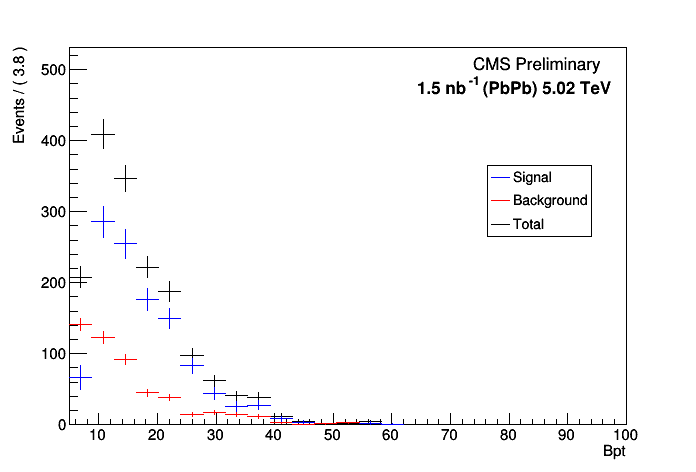 CMS Preliminary
1.5 nb-1 (PbPb) 5.02 TeV
Events / ( 3.8 )
500
400
300
200
100
0
Signal
Background
Total
10 20 30 40 50 60 70 80 90 100
Bpt